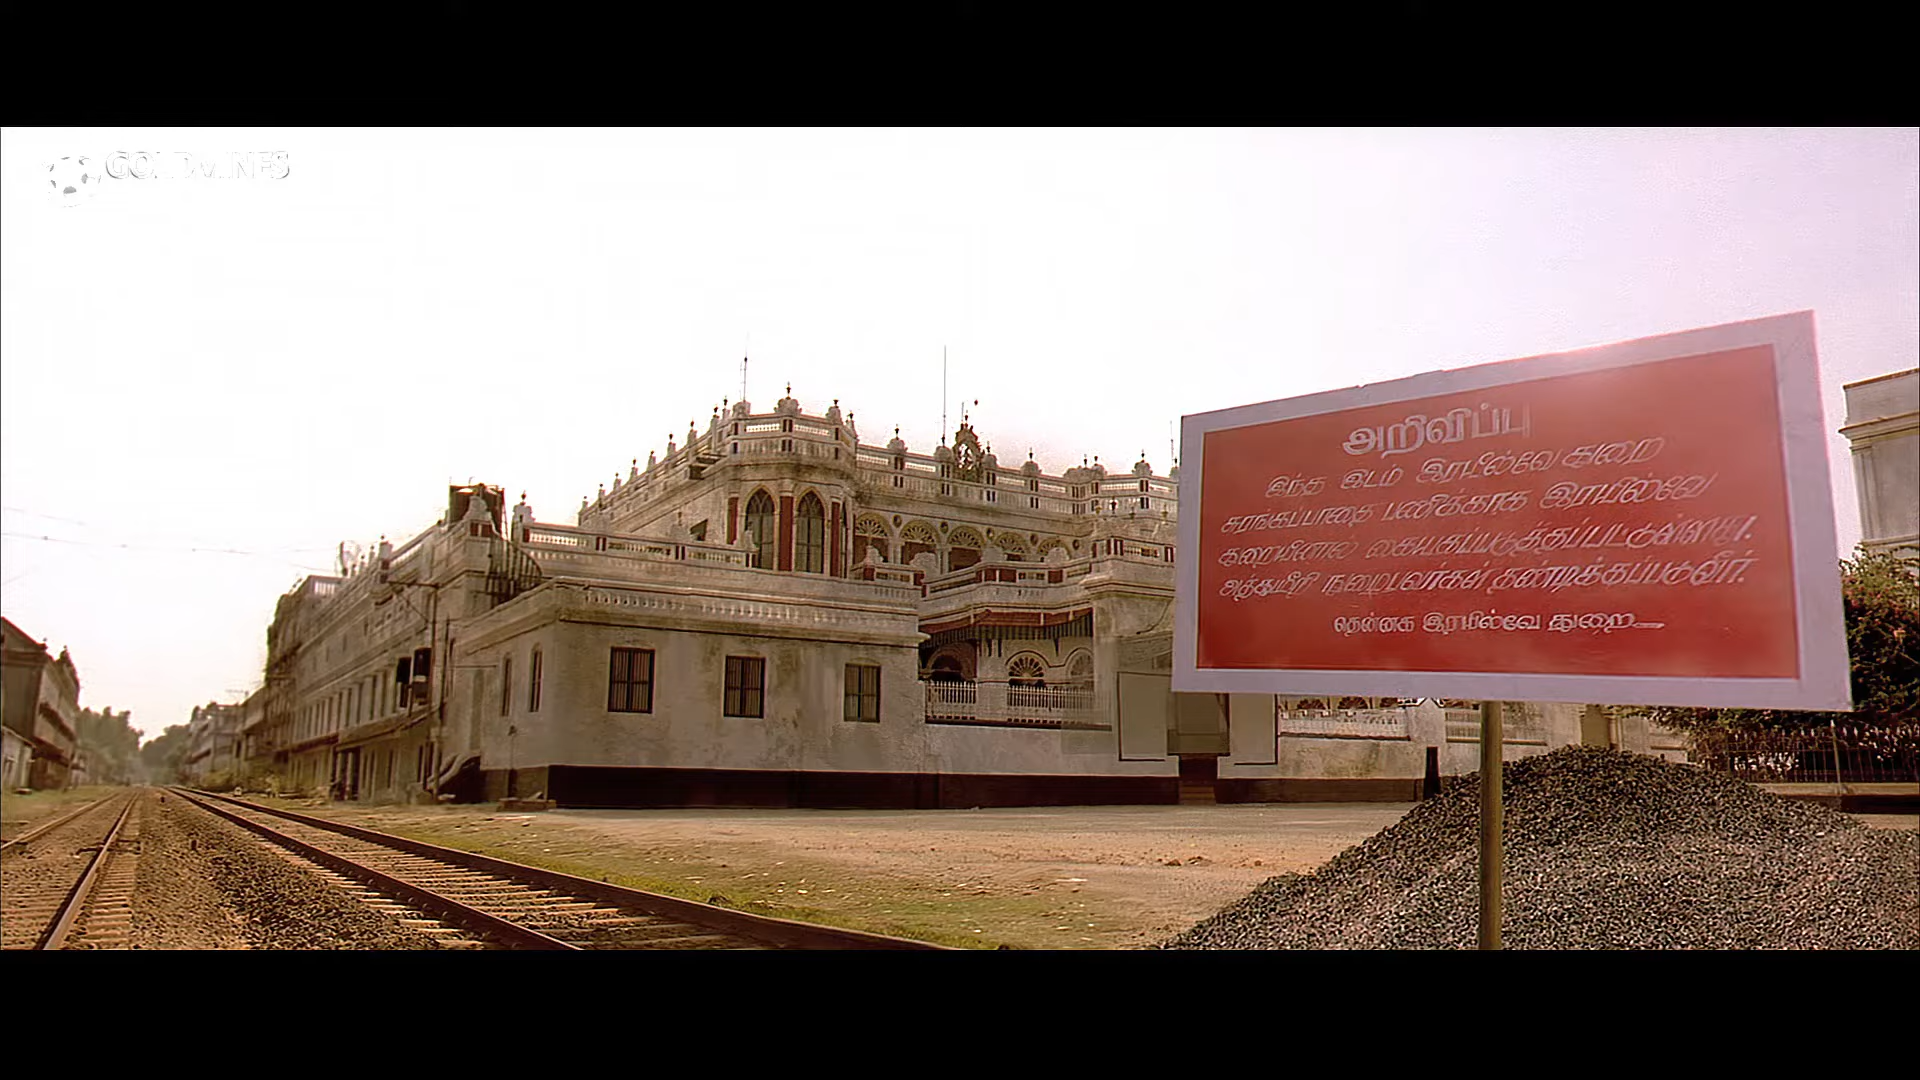 GOLDMINES
அறிவிப்பு
இந்த இடம் இரயில்வே துறை
சுரங்கப்பாதை பணிக்காக இரயில்வே
துறையினால் கையகப்படுத்தப்பட்டுள்ளது.
அத்துமீறி நுழைபவர்கள் தண்டிக்கப்படுவீர்.
தென்னக இரயில்வே துறை